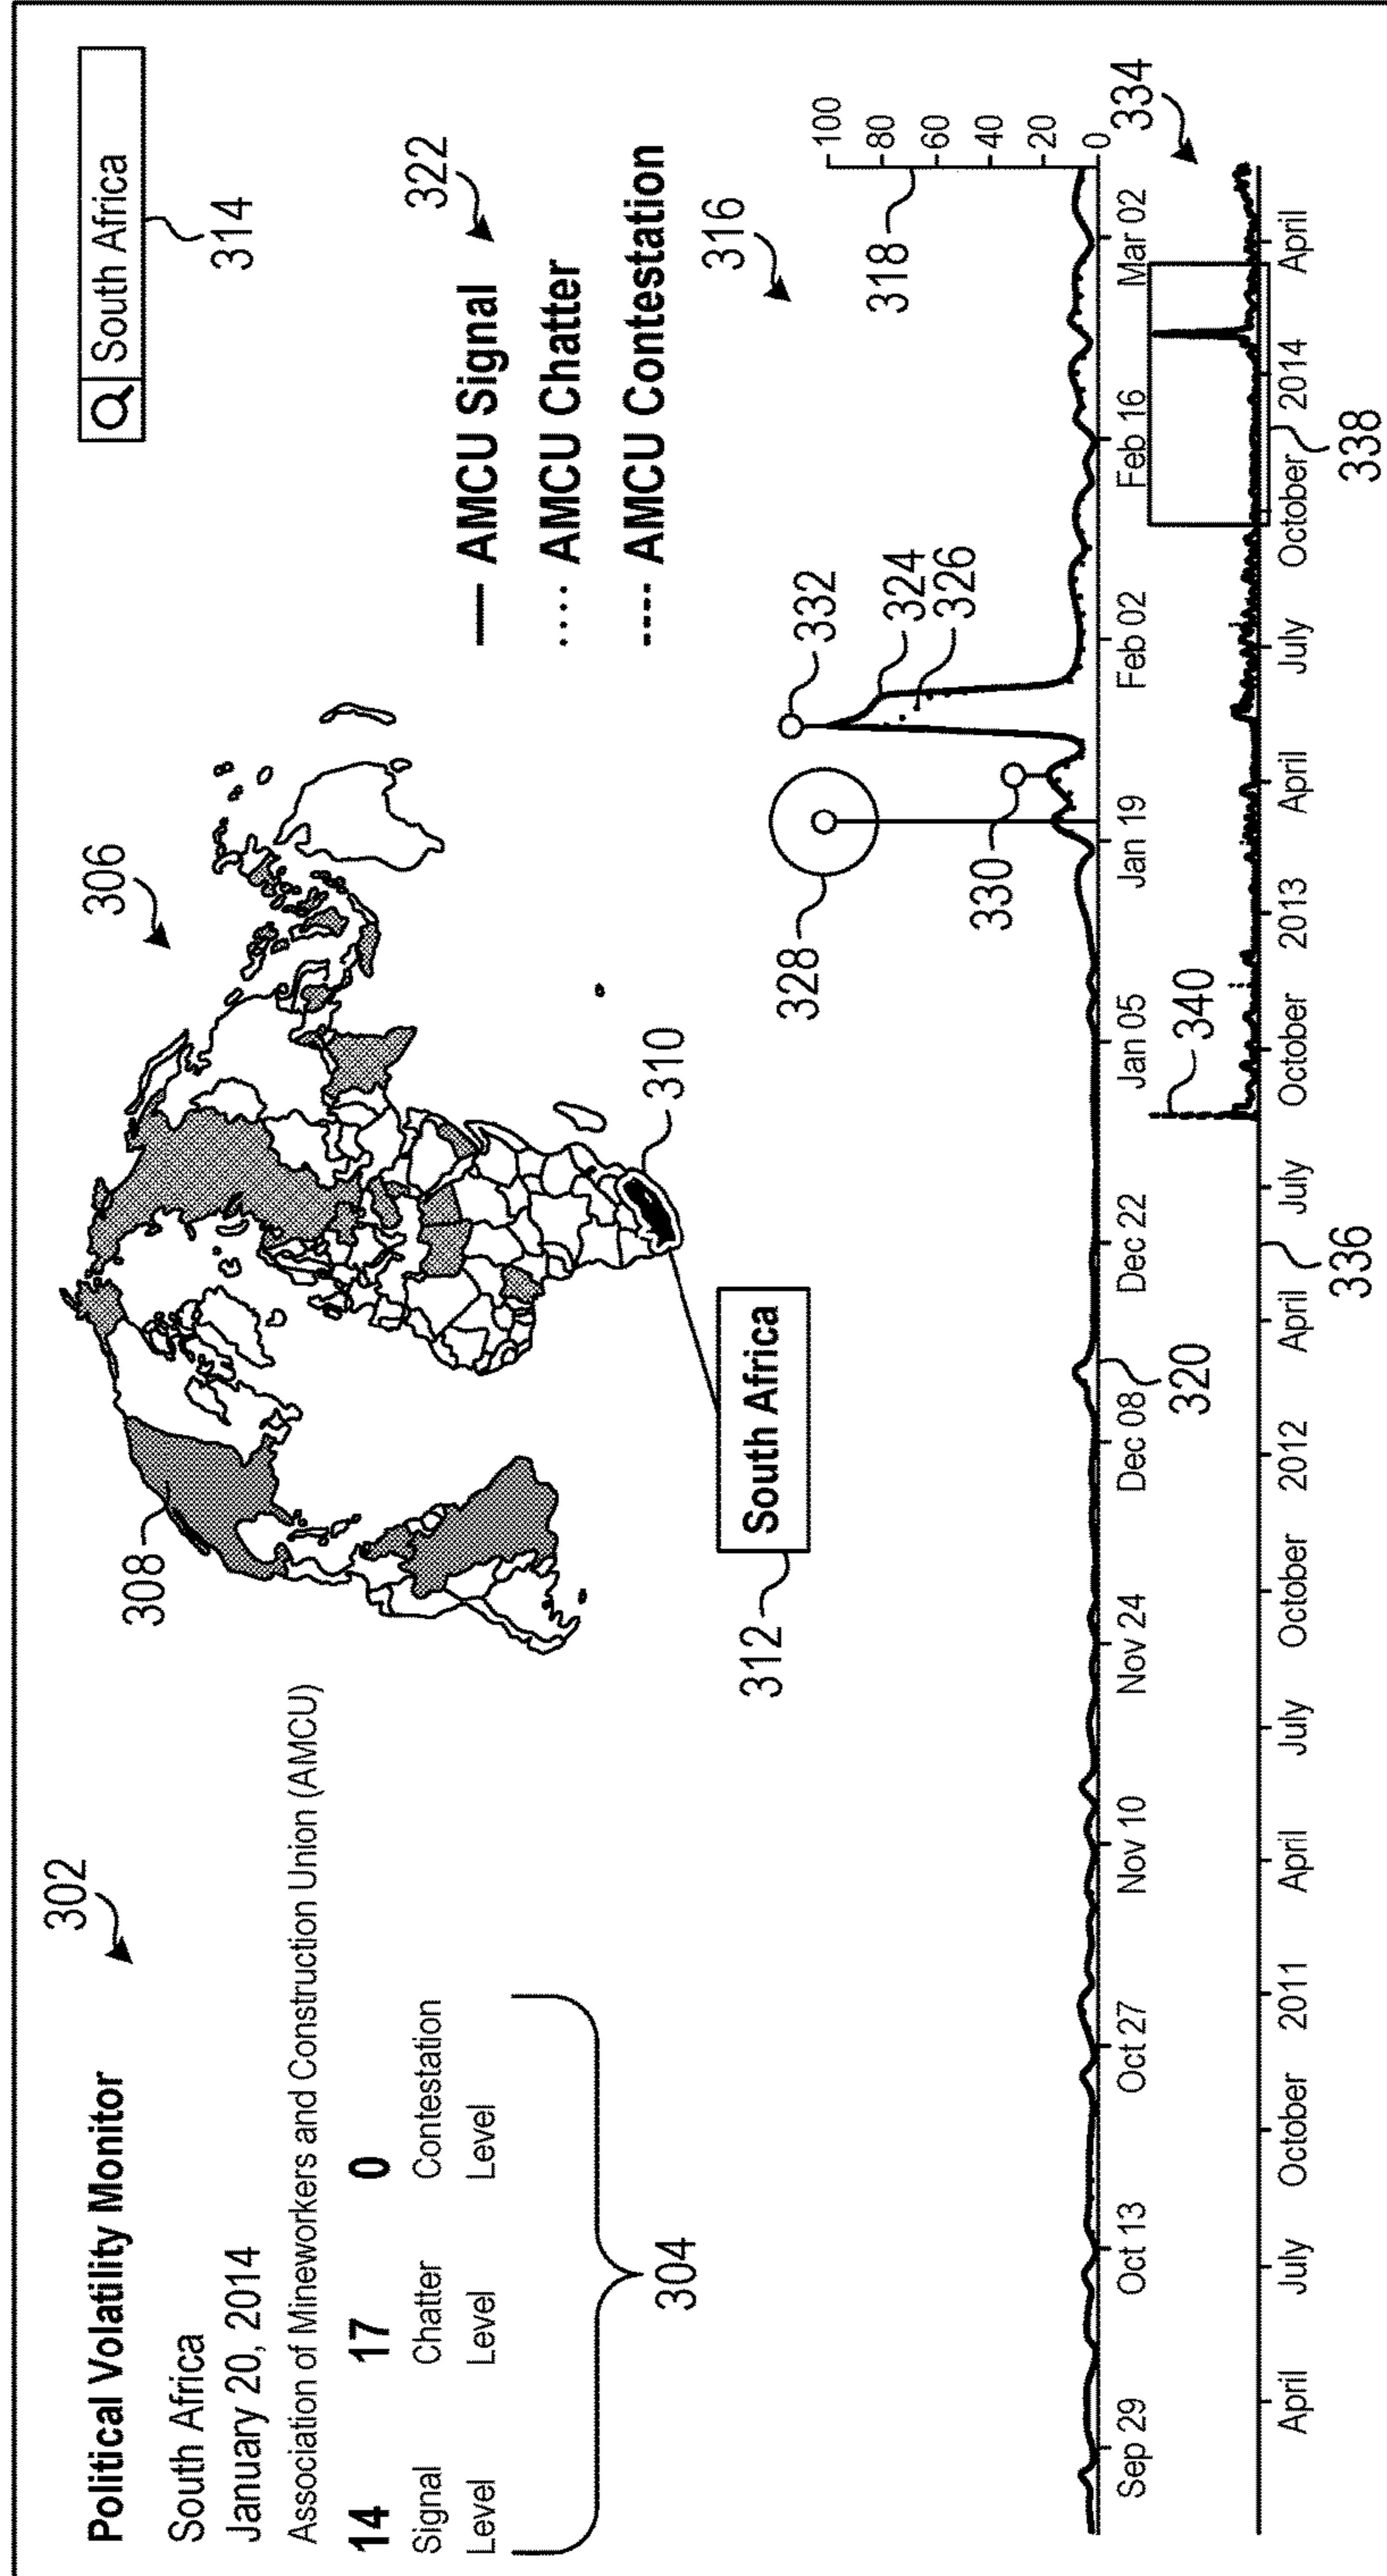 Political Volatility Monitor
302
South Africa
South Africa
314
January 20, 2014
Association of Mineworkers and Construction Union (AMCU)
14 17 0
Signal Level
Chatter Level
Contestation Level
304
306
308
310
South Africa
312
322
AMCU Signal
AMCU Chatter
AMCU Contestation
316
318
100
80
60
40
20
0
332
324
326
328
330
Sep 29 Oct 13 Oct 27 Nov 10 Nov 24 Dec 08 Dec 22 Jan 05 Jan 19 Feb 02 Feb 16 Mar 02
320
340
334
April July October 2011 April July October 2012 April July October 2013 April July October 2014 April
336
338